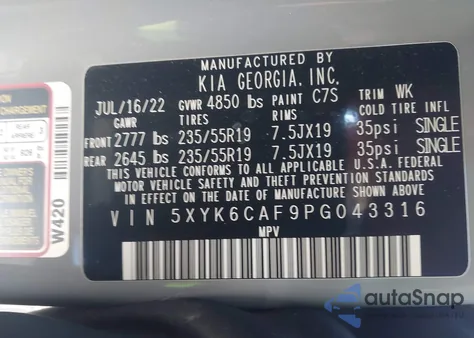 MANUFACTURED BY
KIA GEORGIA, INC.
JUL/16/22 GVWR 4850 lbs PAINT C7S TRIM WK
GAWR TIRES RIMS COLD TIRE INFL
FRONT 2777 lbs 235/55R19 7.5JX19 35psi SINGLE
REAR 2645 lbs 235/55R19 7.5JX19 35psi SINGLE
THIS VEHICLE CONFORMS TO ALL APPLICABLE U.S.A. FEDERAL
MOTOR VEHICLE SAFETY AND THEFT PREVENTION STANDARDS
IN EFFECT ON THE DATE OF MANUFACTURE SHOWN ABOVE.
VIN 5XYK6CAF9PG043316
MPV
W420
autoSnap